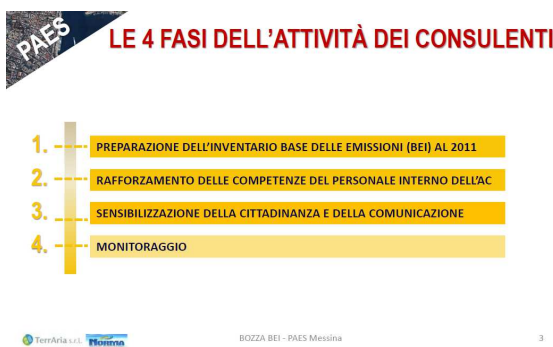 PAES
LE 4 FASI DELL'ATTIVITÀ DEI CONSULENTI
1. PREPARAZIONE DELL'INVENTARIO BASE DELLE EMISSIONI (BEI) AL 2011
2. RAFFORZAMENTO DELLE COMPETENZE DEL PERSONALE INTERNO DELL'AC
3. SENSIBILIZZAZIONE DELLA CITTADINANZA E DELLA COMUNICAZIONE
4. MONITORAGGIO
TerrAria s.r.l. Norma BOZZA BEI - PAES Messina 3